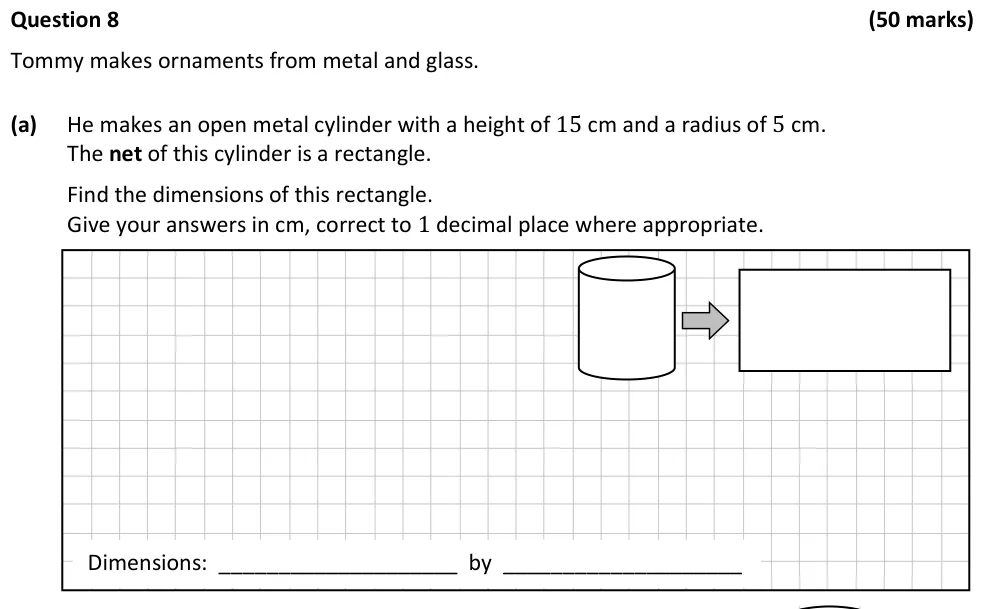 Question 8 (50 marks)
Tommy makes ornaments from metal and glass.
(a) He makes an open metal cylinder with a height of 15 cm and a radius of 5 cm.
The net of this cylinder is a rectangle.
Find the dimensions of this rectangle.
Give your answers in cm, correct to 1 decimal place where appropriate.
Dimensions: ____________________ by ____________________